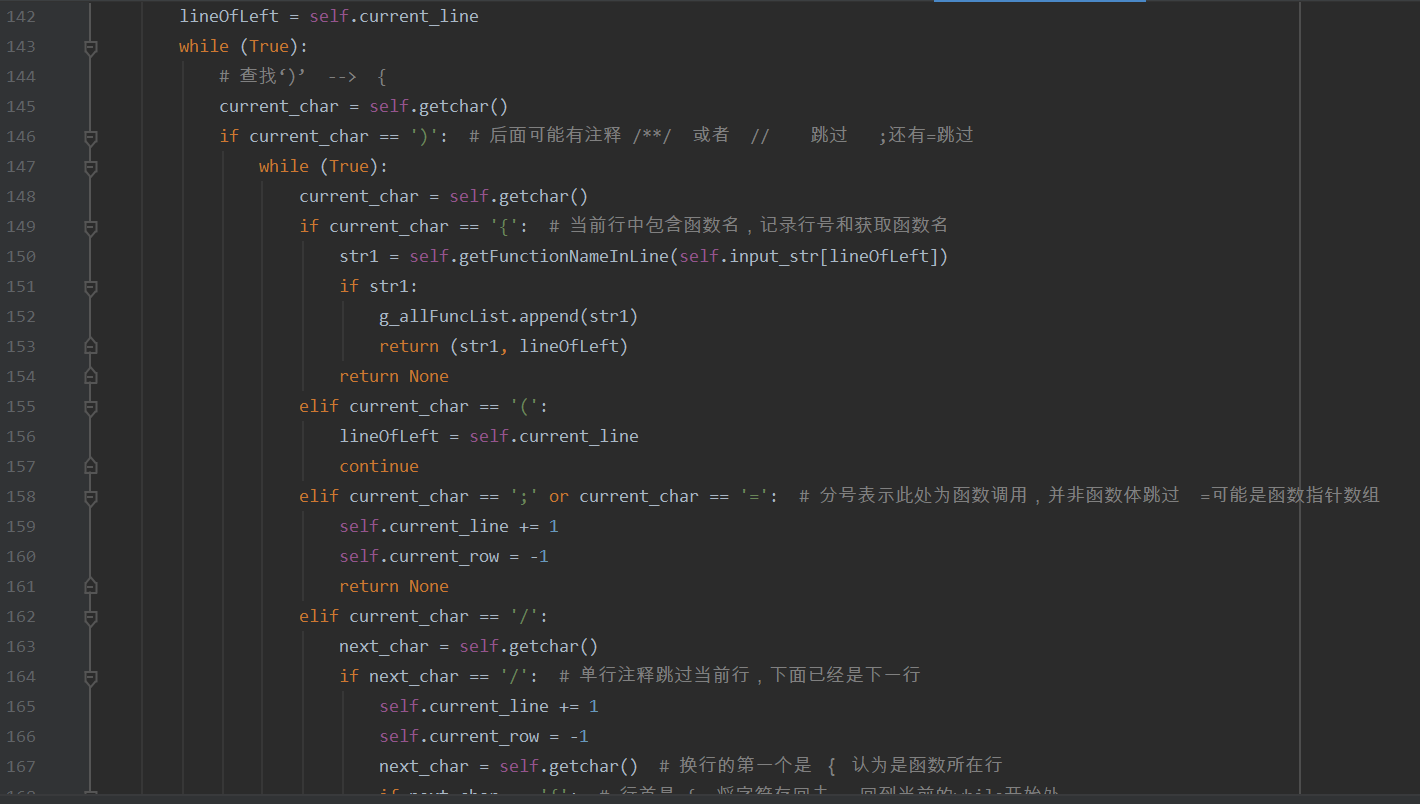 142 lineOfLeft = self.current_line
143 while (True):
144 # 查找‘)’ --> {
145 current_char = self.getchar()
146 if current_char == ')': # 后面可能有注释 /**/ 或者 // 跳过 ;还有=跳过
147 while (True):
148 current_char = self.getchar()
149 if current_char == '{': # 当前行中包含函数名，记录行号和获取函数名
150 str1 = self.getFunctionNameInLine(self.input_str[lineOfLeft])
151 if str1:
152 g_allFuncList.append(str1)
153 return (str1, lineOfLeft)
154 return None
155 elif current_char == '(':
156 lineOfLeft = self.current_line
157 continue
158 elif current_char == ';' or current_char == '=': # 分号表示此处为函数调用，并非函数体跳过 =可能是函数指针数组
159 self.current_line += 1
160 self.current_row = -1
161 return None
162 elif current_char == '/':
163 next_char = self.getchar()
164 if next_char == '/': # 单行注释跳过当前行，下面已经是下一行
165 self.current_line += 1
166 self.current_row = -1
167 next_char = self.getchar() # 换行的第一个是 { 认为是函数所在行